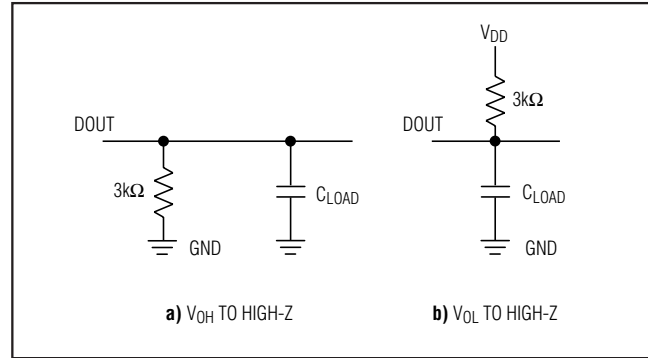 DOUT
3kΩ
GND
CLOAD
a) VOH TO HIGH-Z
VDD
3kΩ
DOUT
CLOAD
GND
b) VOL TO HIGH-Z